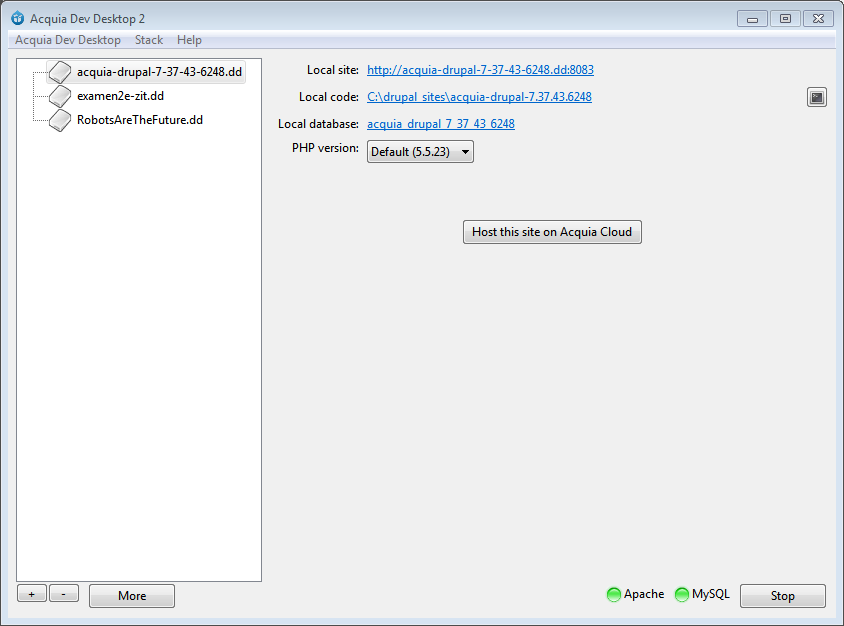 Acquia Dev Desktop 2
Acquia Dev Desktop Stack Help
acquia-drupal-7-37-43-6248.dd
examen2e-zit.dd
RobotsAreTheFuture.dd
Local site: http://acquia-drupal-7-37-43-6248.dd:8083
Local code: C:\drupal_sites\acquia-drupal-7.37.43.6248
Local database: acquia_drupal_7_37_43_6248
PHP version: Default (5.5.23)
Host this site on Acquia Cloud
+ - More
Apache MySQL Stop